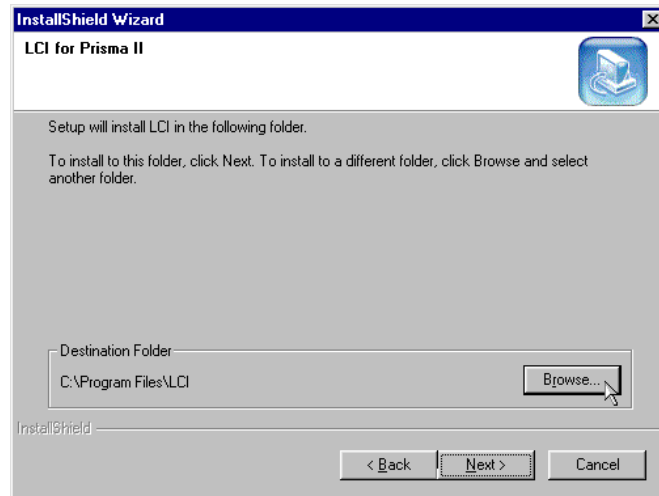 InstallShield Wizard
LCI for Prisma II
Setup will install LCI in the following folder.
To install to this folder, click Next. To install to a different folder, click Browse and select
another folder.
Destination Folder
C:\Program Files\LCI
Browse...
InstallShield
< Back
Next >
Cancel